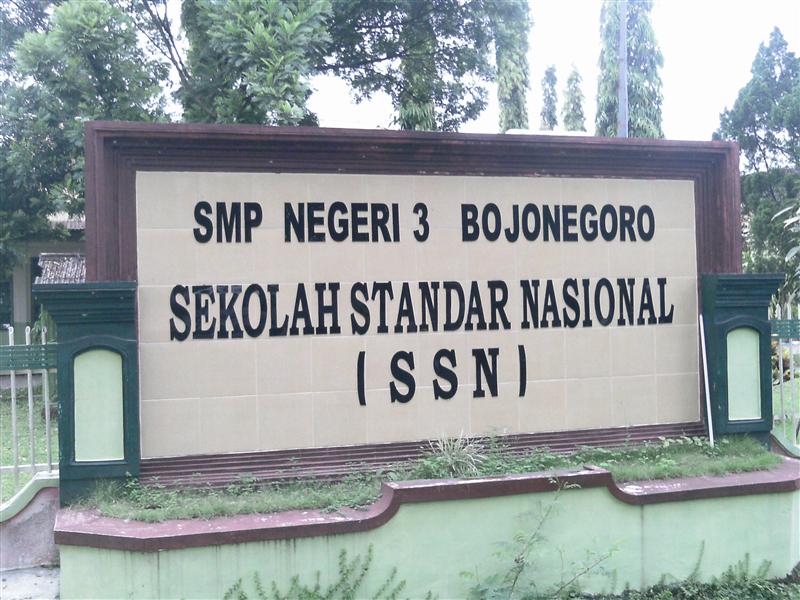 SMP NEGERI 3 BOJONEGORO
SEKOLAH STANDAR NASIONAL
( SSN )